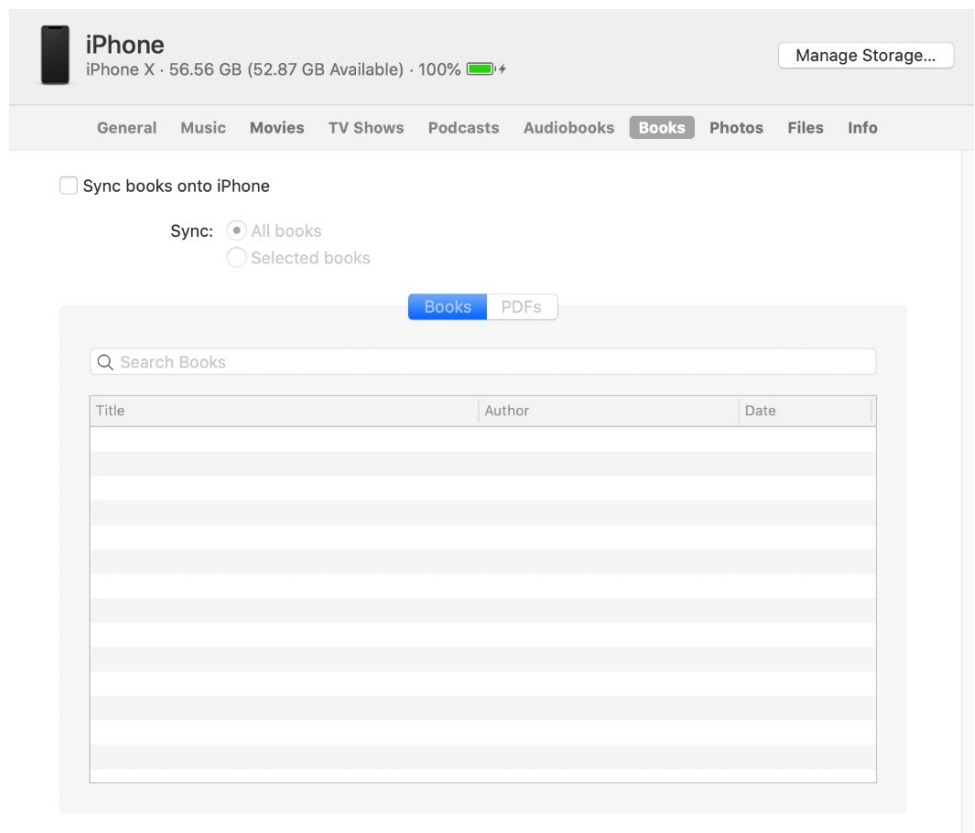 iPhone
iPhone X · 56.56 GB (52.87 GB Available) · 100%
Manage Storage...
General Music Movies TV Shows Podcasts Audiobooks Books Photos Files Info
Sync books onto iPhone
Sync: All books
Selected books
Books PDFs
Search Books
Title Author Date